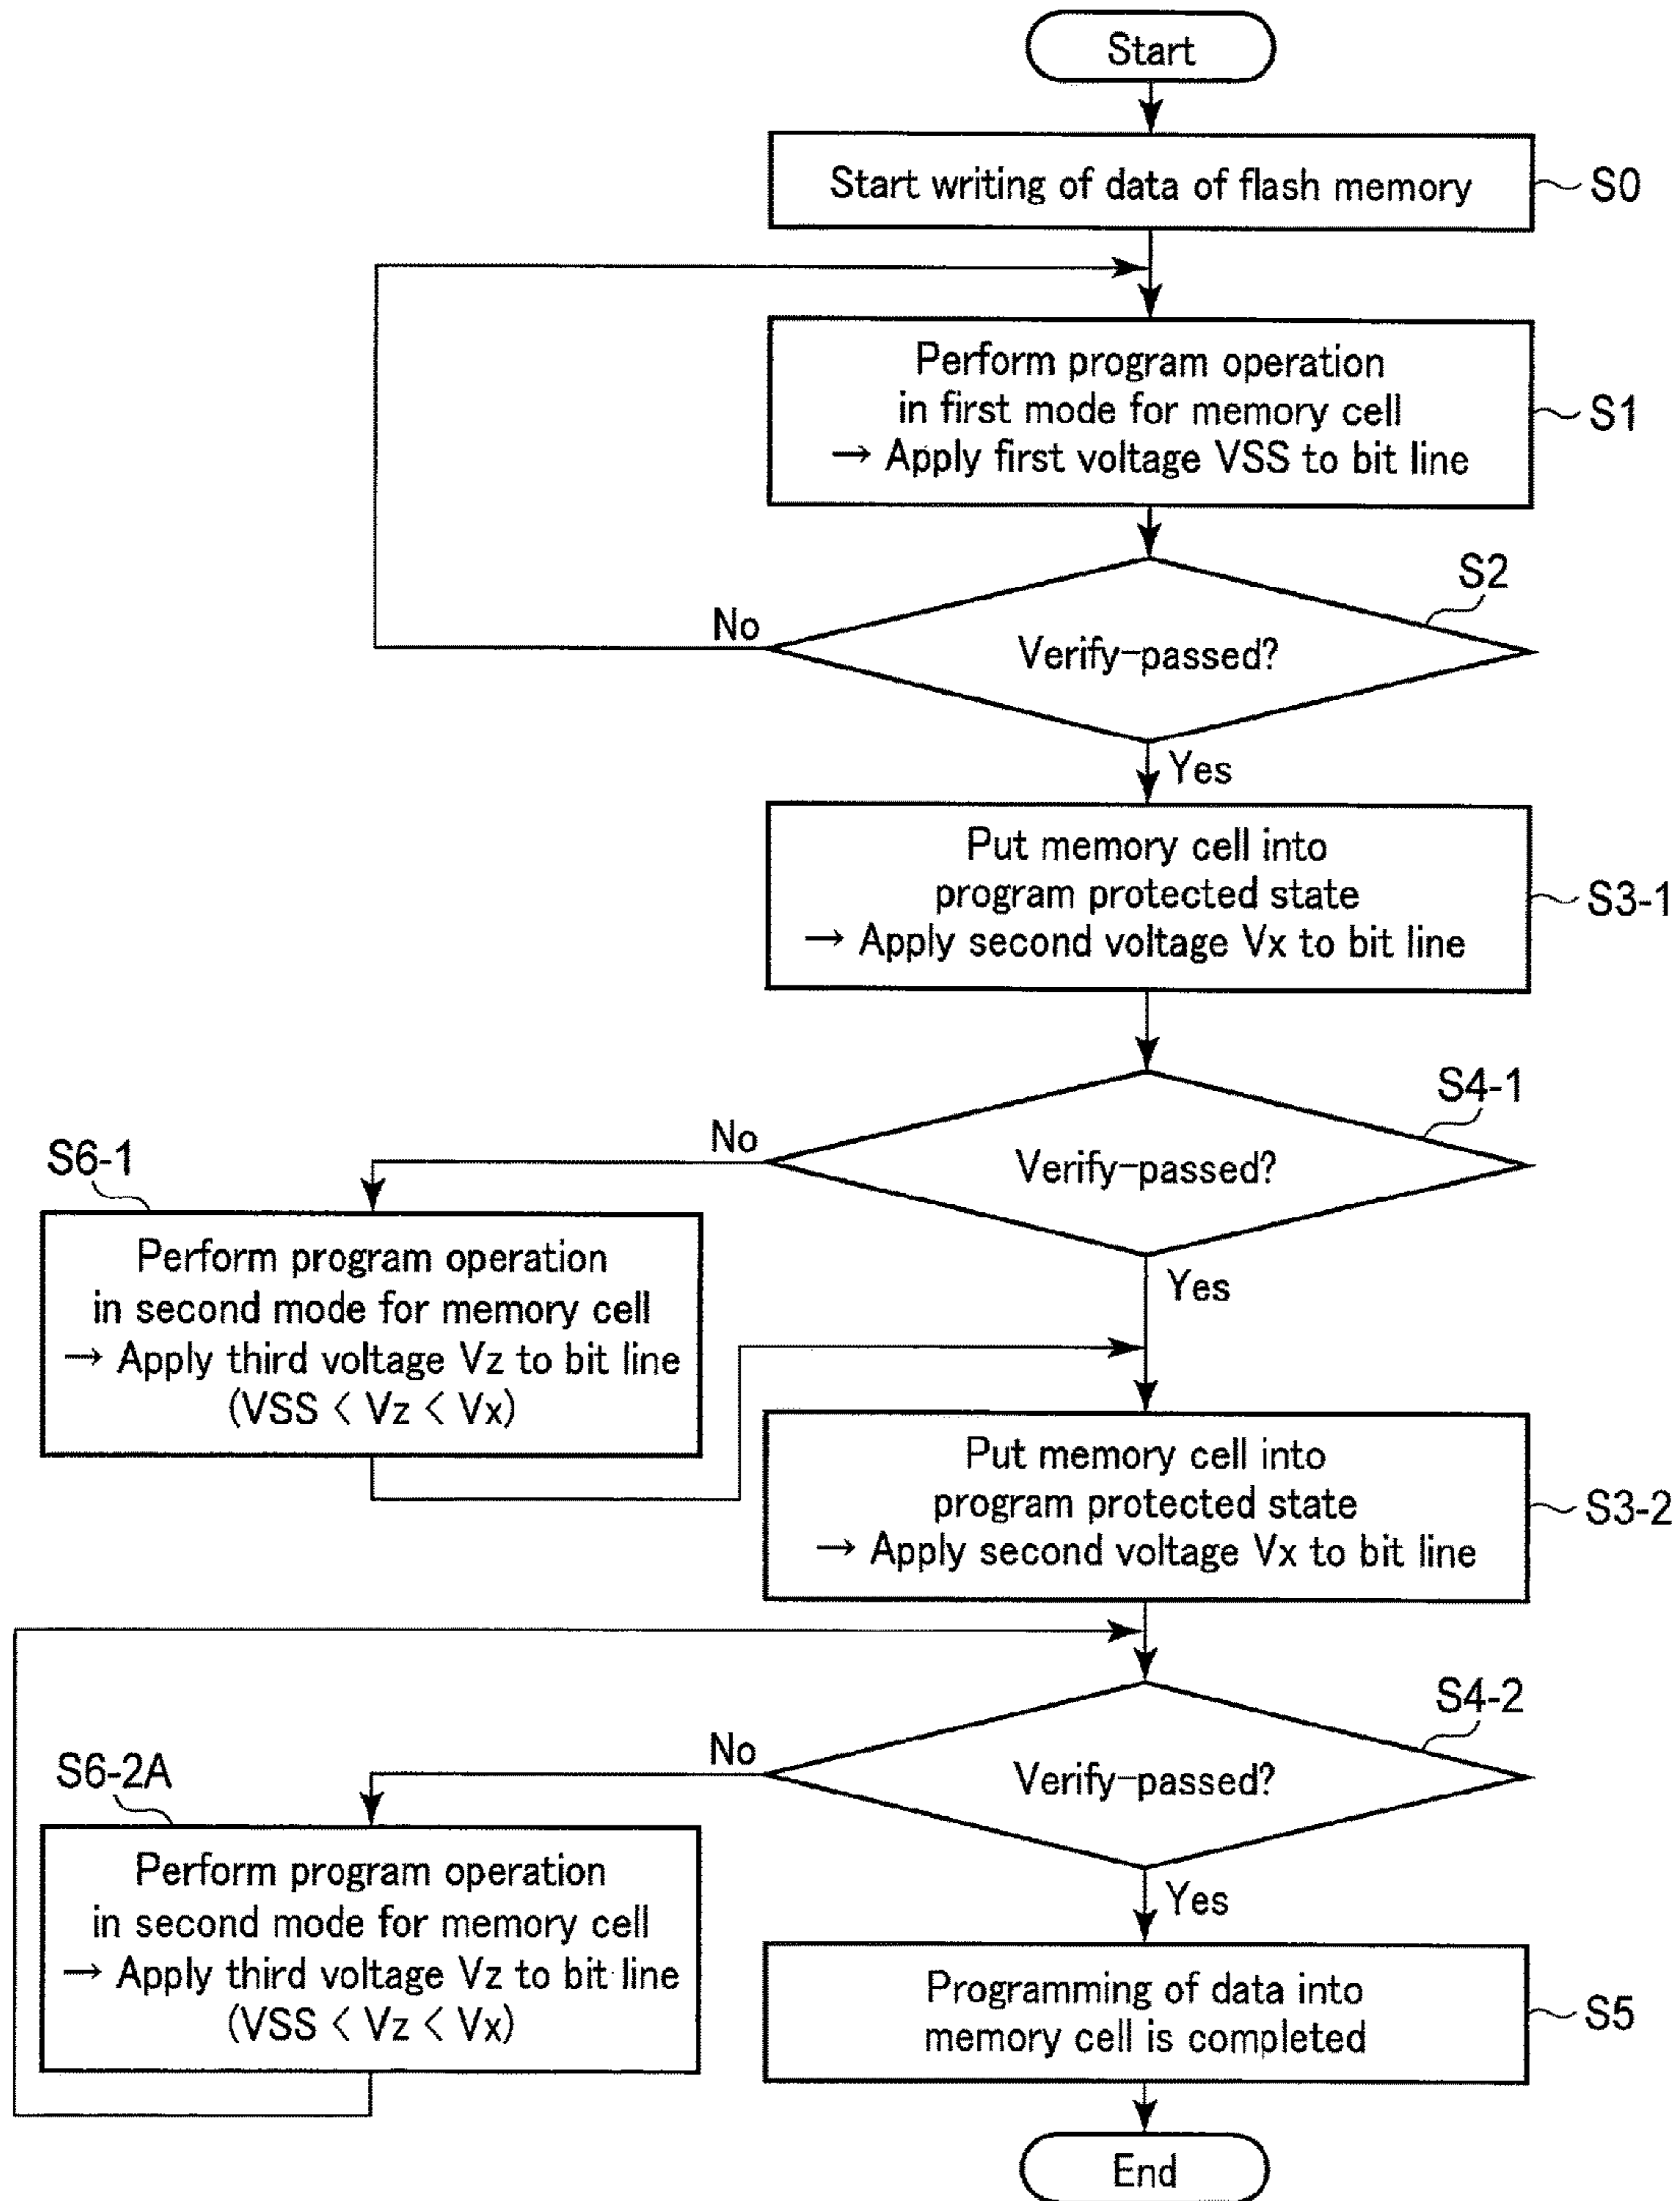 Start
Start writing of data of flash memory
S0
Perform program operation
in first mode for memory cell
→ Apply first voltage VSS to bit line
S1
S2
No
Verify-passed?
Yes
Put memory cell into
program protected state
→ Apply second voltage Vx to bit line
S3-1
S4-1
No
Verify-passed?
Yes
S6-1
Perform program operation
in second mode for memory cell
→ Apply third voltage Vz to bit line
(VSS < Vz < Vx)
Put memory cell into
program protected state
→ Apply second voltage Vx to bit line
S3-2
S4-2
No
Verify-passed?
Yes
S6-2A
Perform program operation
in second mode for memory cell
→ Apply third voltage Vz to bit line
(VSS < Vz < Vx)
Programming of data into
memory cell is completed
S5
End